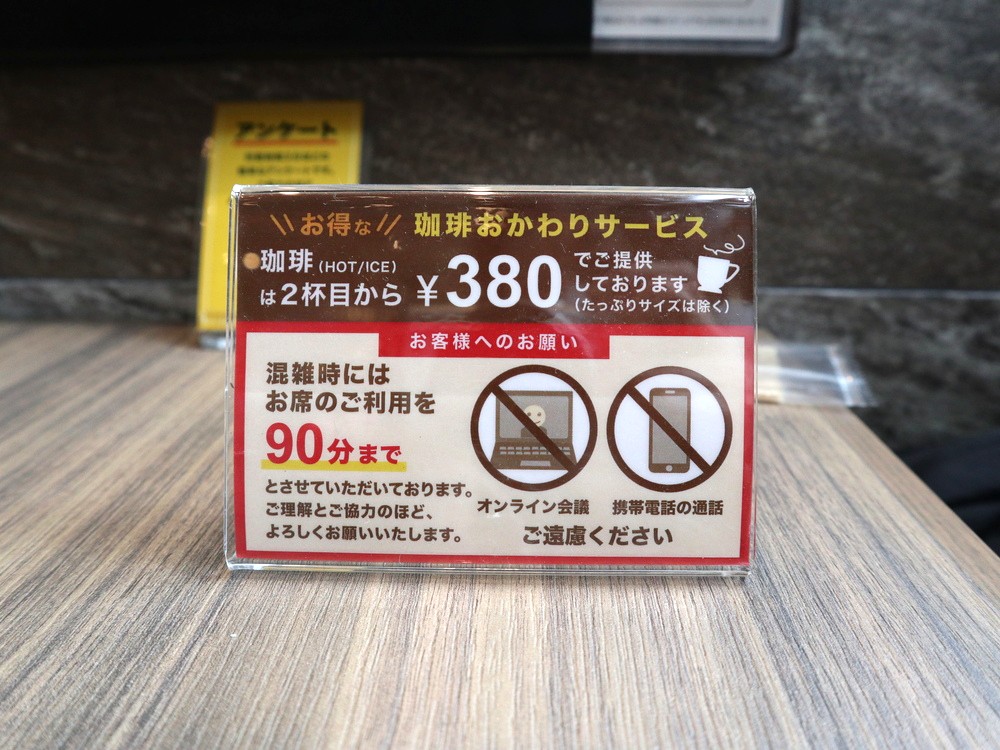 アンケート
お得な 珈琲おかわりサービス
珈琲(HOT/ICE)
は2杯目から ¥380
でご提供
しております
(たっぷりサイズは除く)
お客様へのお願い
混雑時には
お席のご利用を
90分まで
とさせていただいております。
ご理解とご協力のほど、
よろしくお願いいたします。
オンライン会議
携帯電話の通話
ご遠慮ください